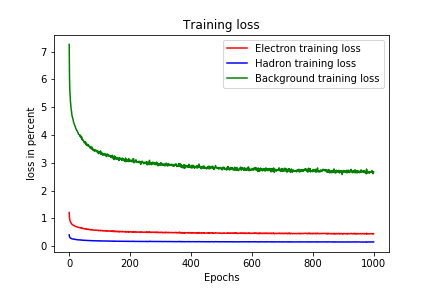 Training loss
Electron training loss
Hadron training loss
Background training loss
loss in percent
7
6
5
4
3
2
1
0
0 200 400 600 800 1000
Epochs